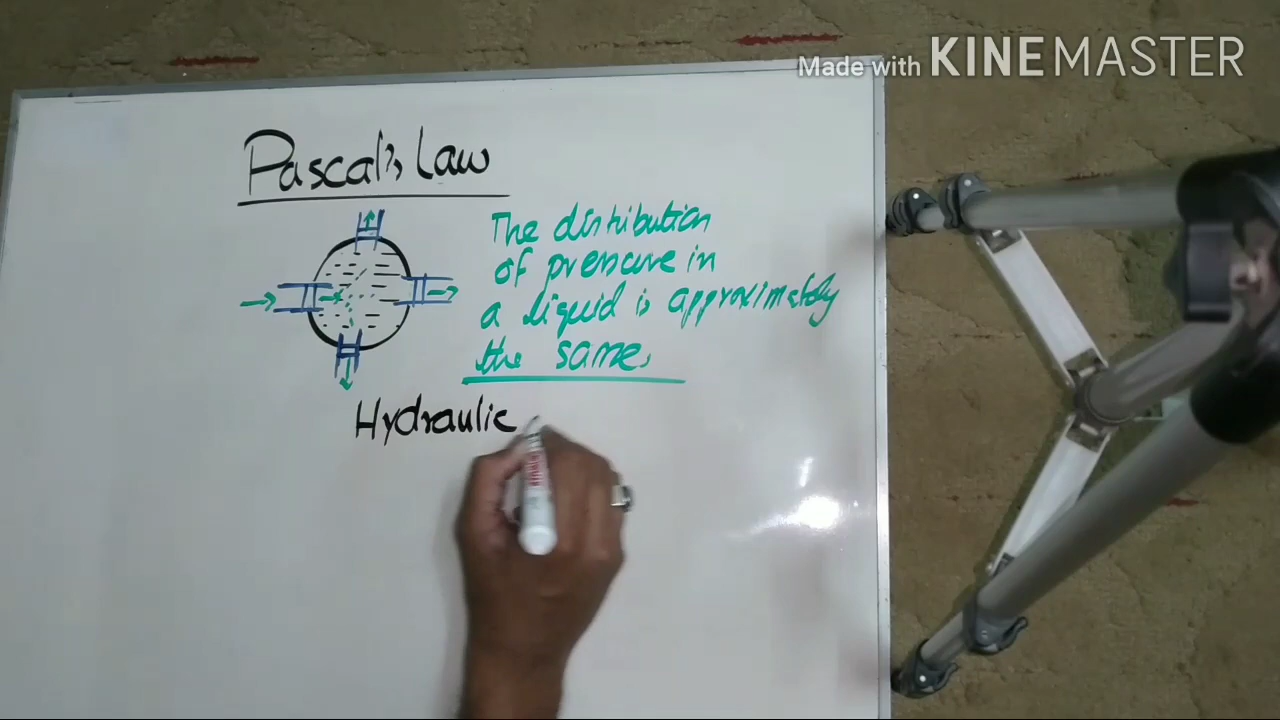 Made with KINEMASTER
Pascal's Law
The distribution
of pressure in
a liquid is approximately
the same.
Hydraulic